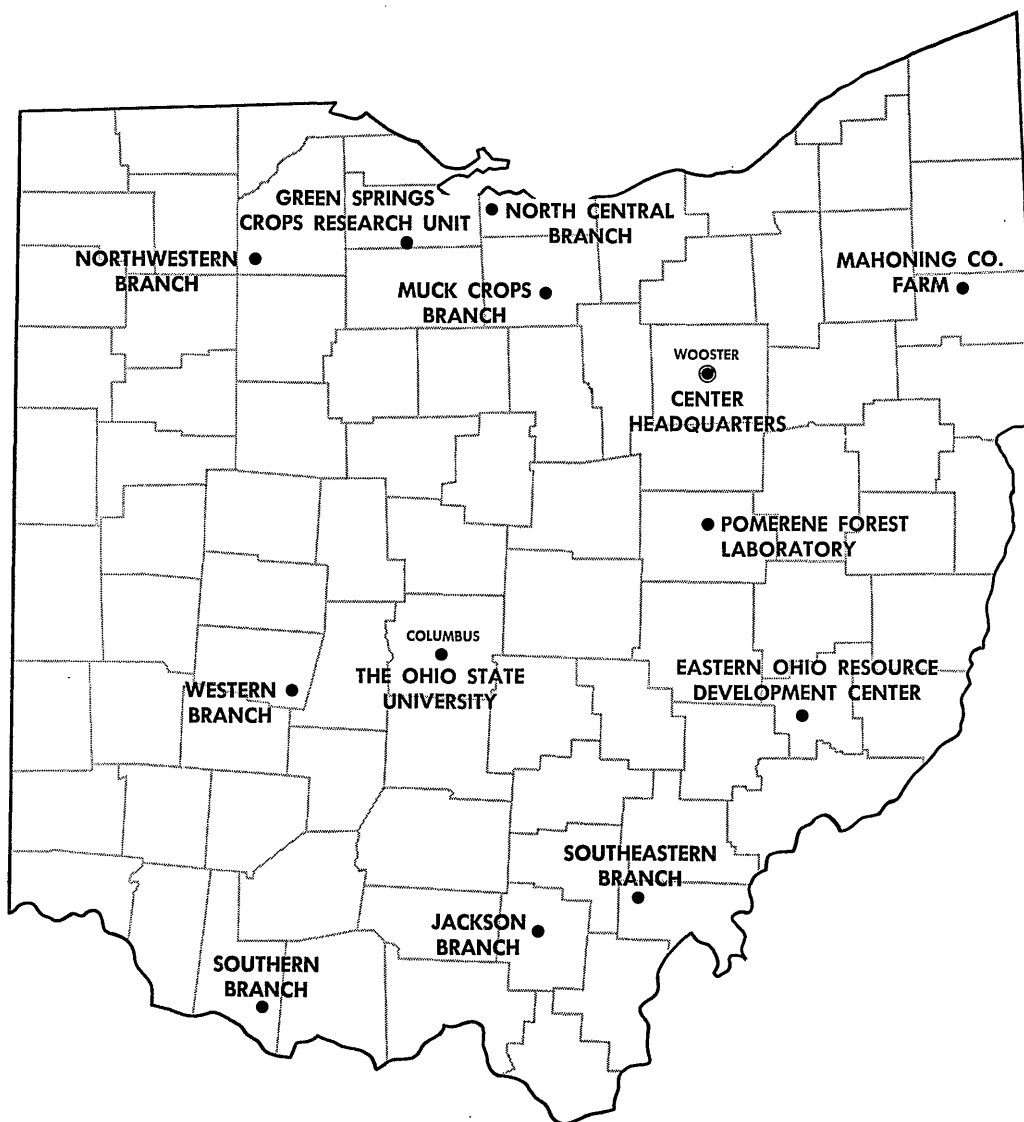 GREEN SPRINGS
CROPS RESEARCH UNIT
NORTH CENTRAL
BRANCH
NORTHWESTERN
BRANCH
MAHONING CO.
FARM
MUCK CROPS
BRANCH
WOOSTER
CENTER
HEADQUARTERS
POMERENE FOREST
LABORATORY
COLUMBUS
THE OHIO STATE
UNIVERSITY
EASTERN OHIO RESOURCE
DEVELOPMENT CENTER
WESTERN
BRANCH
SOUTHEASTERN
BRANCH
JACKSON
BRANCH
SOUTHERN
BRANCH